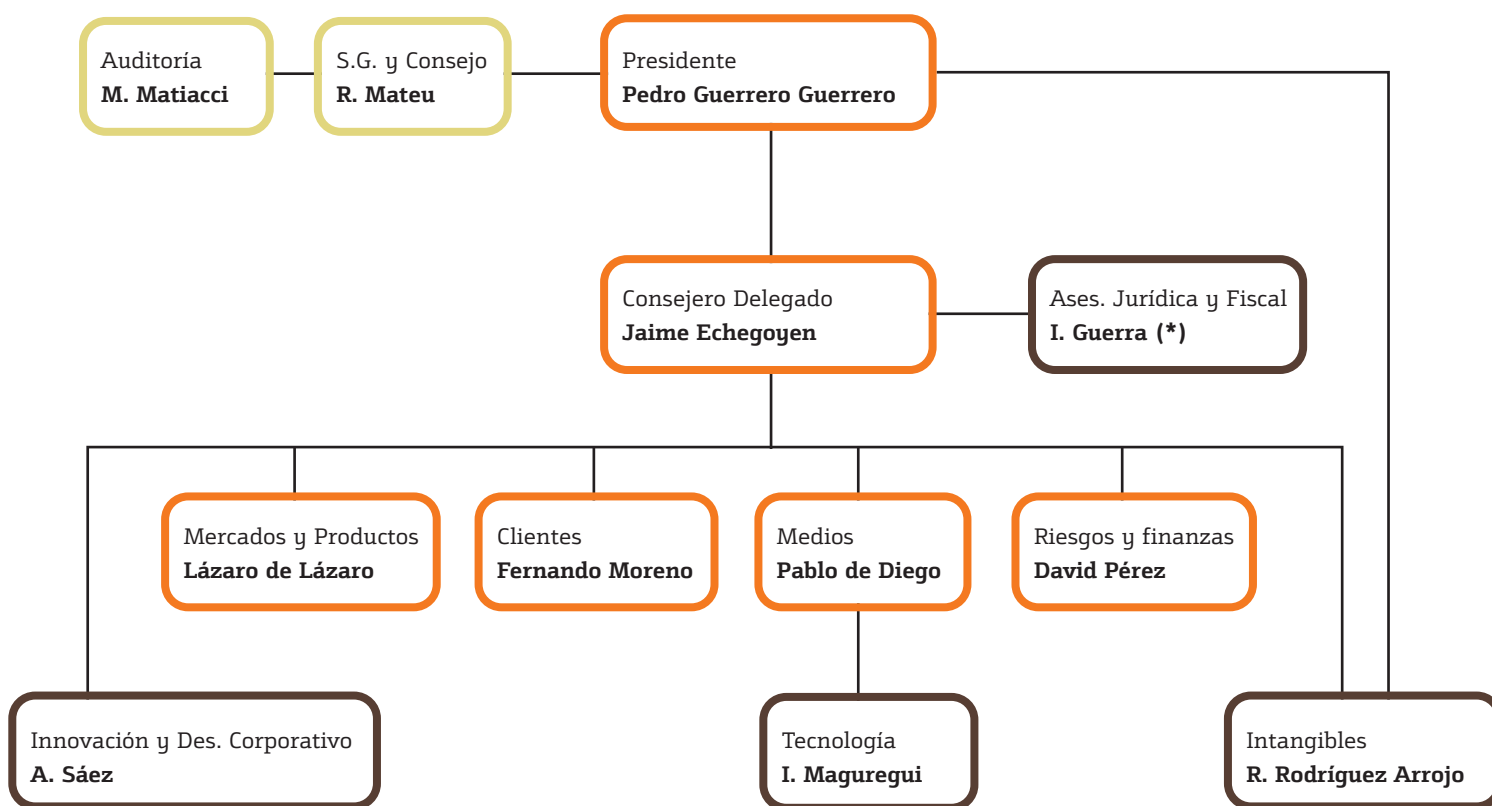 Auditoría
M. Matiacci
S.G. y Consejo
R. Mateu
Presidente
Pedro Guerrero Guerrero
Consejero Delegado
Jaime Echegoyen
Ases. Jurídica y Fiscal
I. Guerra (*)
Mercados y Productos
Lázaro de Lázaro
Clientes
Fernando Moreno
Medios
Pablo de Diego
Riesgos y finanzas
David Pérez
Innovación y Des. Corporativo
A. Sáez
Tecnología
I. Maguregui
Intangibles
R. Rodríguez Arrojo